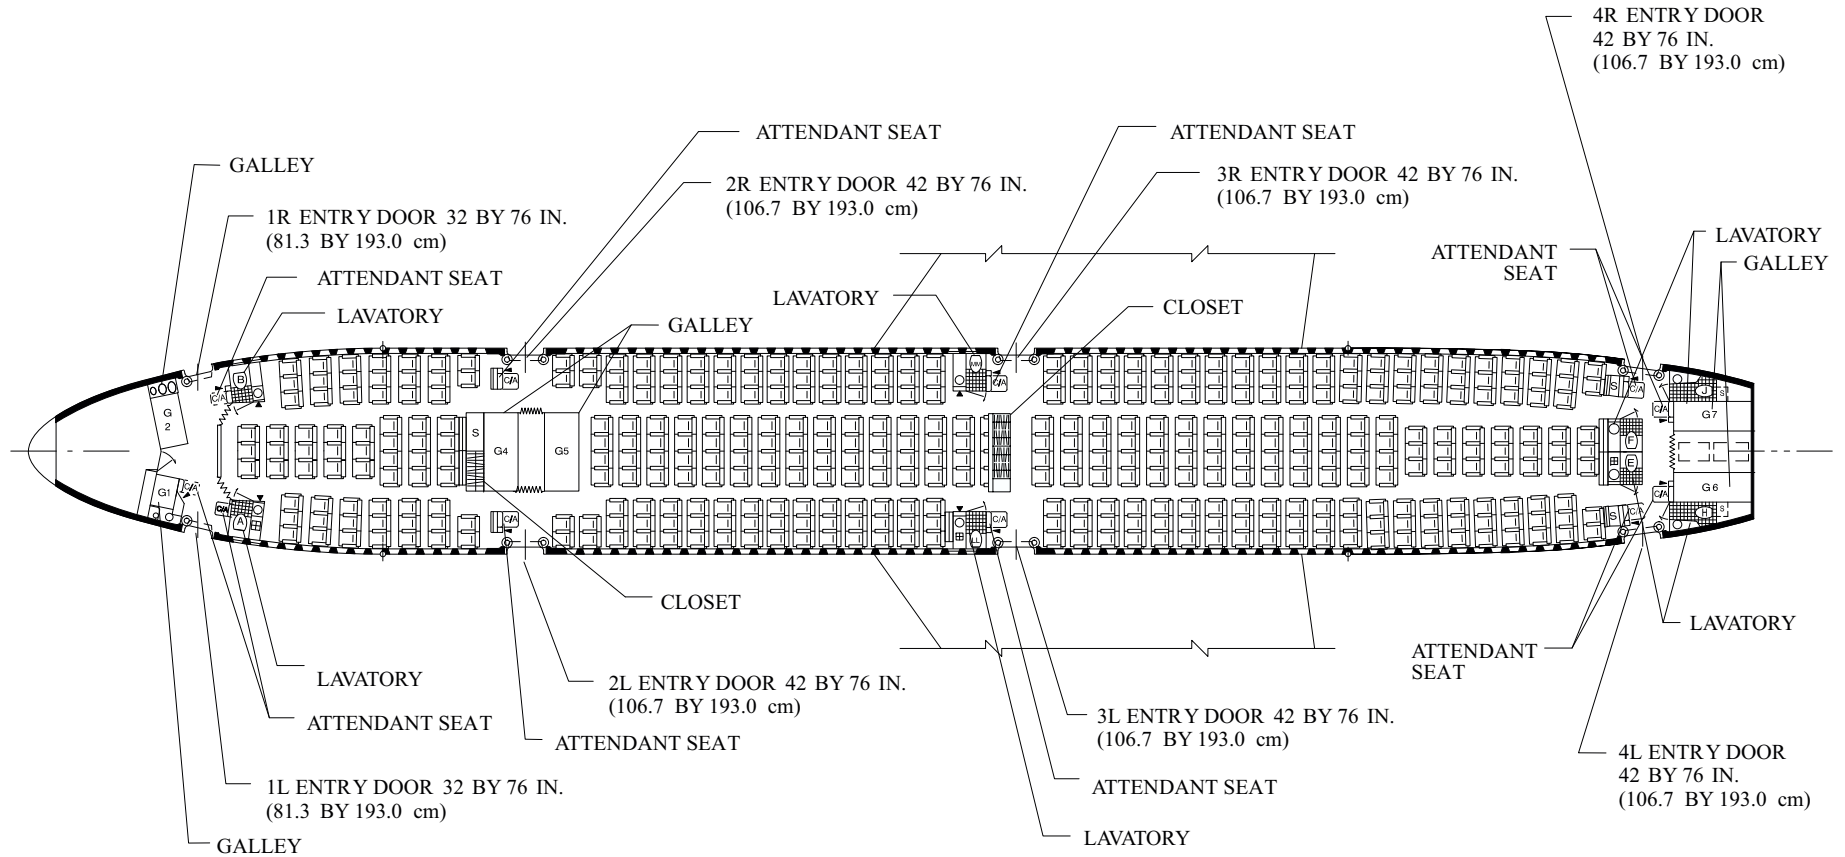 4R ENTRY DOOR
42 BY 76 IN.
(106.7 BY 193.0 cm)
ATTENDANT SEAT
ATTENDANT SEAT
GALLEY
2R ENTRY DOOR 42 BY 76 IN.
(106.7 BY 193.0 cm)
3R ENTRY DOOR 42 BY 76 IN.
(106.7 BY 193.0 cm)
1R ENTRY DOOR 32 BY 76 IN.
(81.3 BY 193.0 cm)
LAVATORY
GALLEY
ATTENDANT
SEAT
ATTENDANT SEAT
LAVATORY
CLOSET
LAVATORY
GALLEY
C/A
B
C/A
MM
C/A
S
C/A
J
S
G
2
S
G4
G5
C/A
F
G7
E
G1
C/A
C/A
A
C/A
LL
C/A
S
C/A
C/A
G6
H
S
CLOSET
LAVATORY
LAVATORY
ATTENDANT
SEAT
2L ENTRY DOOR 42 BY 76 IN.
(106.7 BY 193.0 cm)
ATTENDANT SEAT
3L ENTRY DOOR 42 BY 76 IN.
(106.7 BY 193.0 cm)
ATTENDANT SEAT
4L ENTRY DOOR
42 BY 76 IN.
(106.7 BY 193.0 cm)
1L ENTRY DOOR 32 BY 76 IN.
(81.3 BY 193.0 cm)
ATTENDANT SEAT
LAVATORY
GALLEY